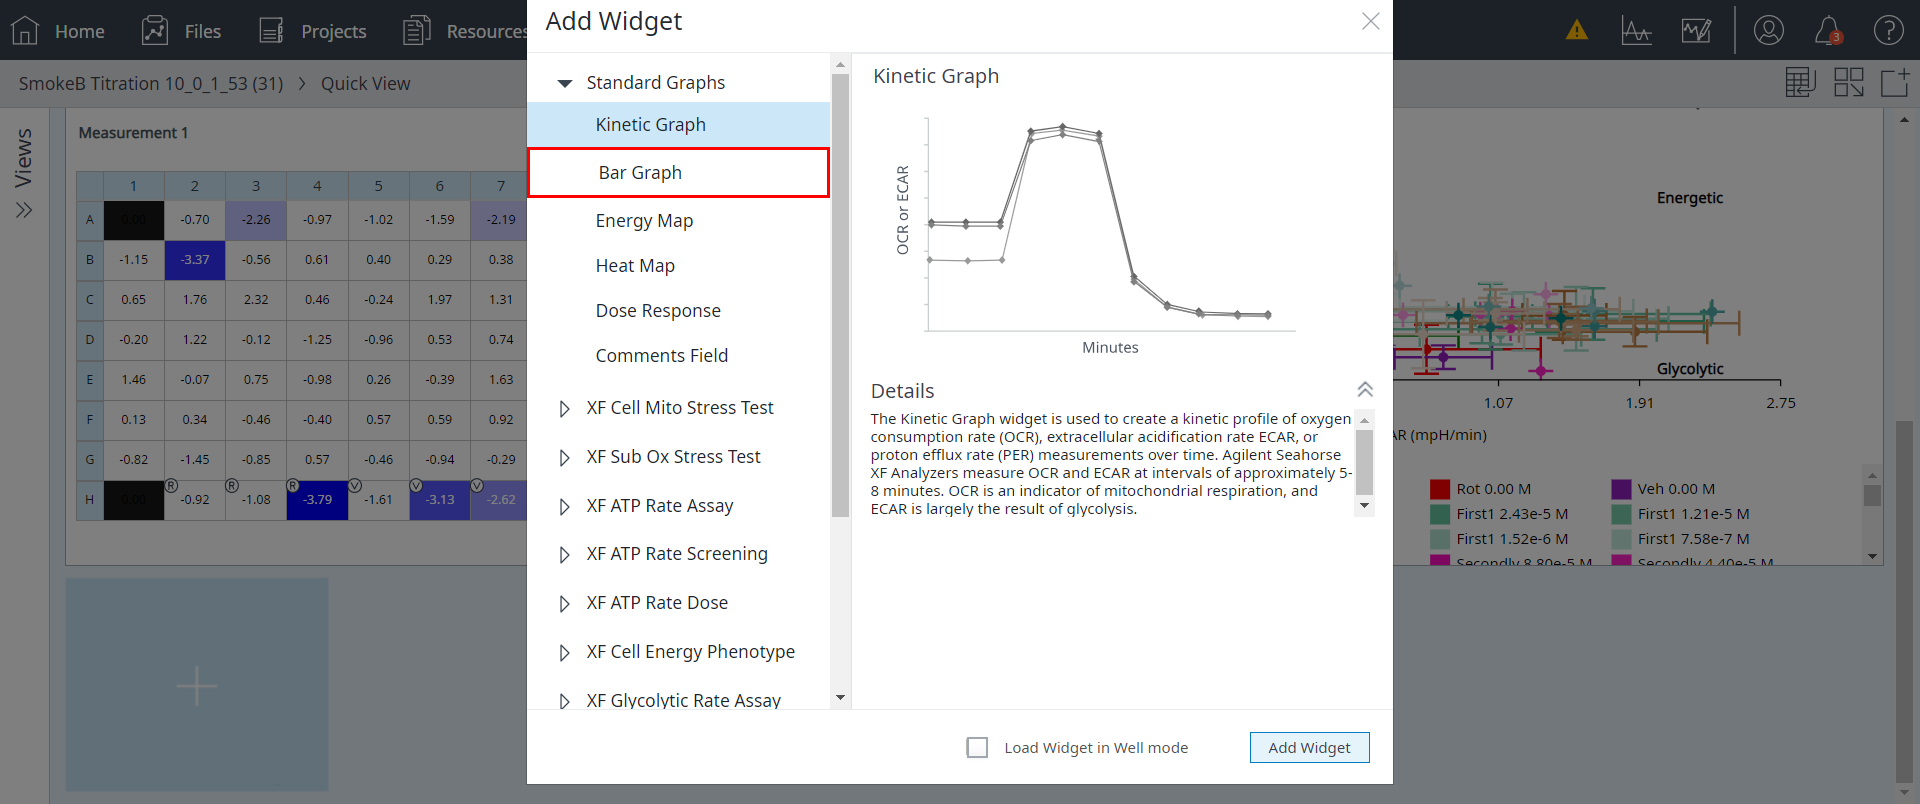 Home
Files
Projects
Resources
3
SmokeB Titration 10_0_1_53 (31) > Quick View
Views
Measurement 1
1 2 3 4 5 6 7
A 0.00 -0.70 -2.26 -0.97 -1.02 -1.59 -2.19
B -1.15 -3.37 -0.56 0.61 0.40 0.29 0.38
C 0.65 1.76 2.32 0.46 -0.24 1.97 1.31
D -0.20 1.22 -0.12 -1.25 -0.96 0.53 0.74
E 1.46 -0.07 0.75 -0.98 0.26 -0.39 1.63
F 0.13 0.34 -0.46 -0.40 0.57 0.59 0.92
G -0.82 -1.45 -0.85 0.57 -0.46 -0.94 -0.29
R R R V V V
H 0.00 -0.92 -1.08 -3.79 -1.61 -3.13 -2.62
Add Widget
Standard Graphs
Kinetic Graph
Bar Graph
Energy Map
Heat Map
Dose Response
Comments Field
XF Cell Mito Stress Test
XF Sub Ox Stress Test
XF ATP Rate Assay
XF ATP Rate Screening
XF ATP Rate Dose
XF Cell Energy Phenotype
XF Glycolytic Rate Assay
Kinetic Graph
OCR or ECAR
Minutes
Details
The Kinetic Graph widget is used to create a kinetic profile of oxygen
consumption rate (OCR), extracellular acidification rate ECAR, or
proton efflux rate (PER) measurements over time. Agilent Seahorse
XF Analyzers measure OCR and ECAR at intervals of approximately 5-
8 minutes. OCR is an indicator of mitochondrial respiration, and
ECAR is largely the result of glycolysis.
Load Widget in Well mode
Add Widget
Energetic
Glycolytic
1.07 1.91 2.75
AR (mpH/min)
Rot 0.00 M Veh 0.00 M
First1 2.43e-5 M First1 1.21e-5 M
First1 1.52e-6 M First1 7.58e-7 M
Secondly 8.80e-5 M Secondly 4.40e-5 M